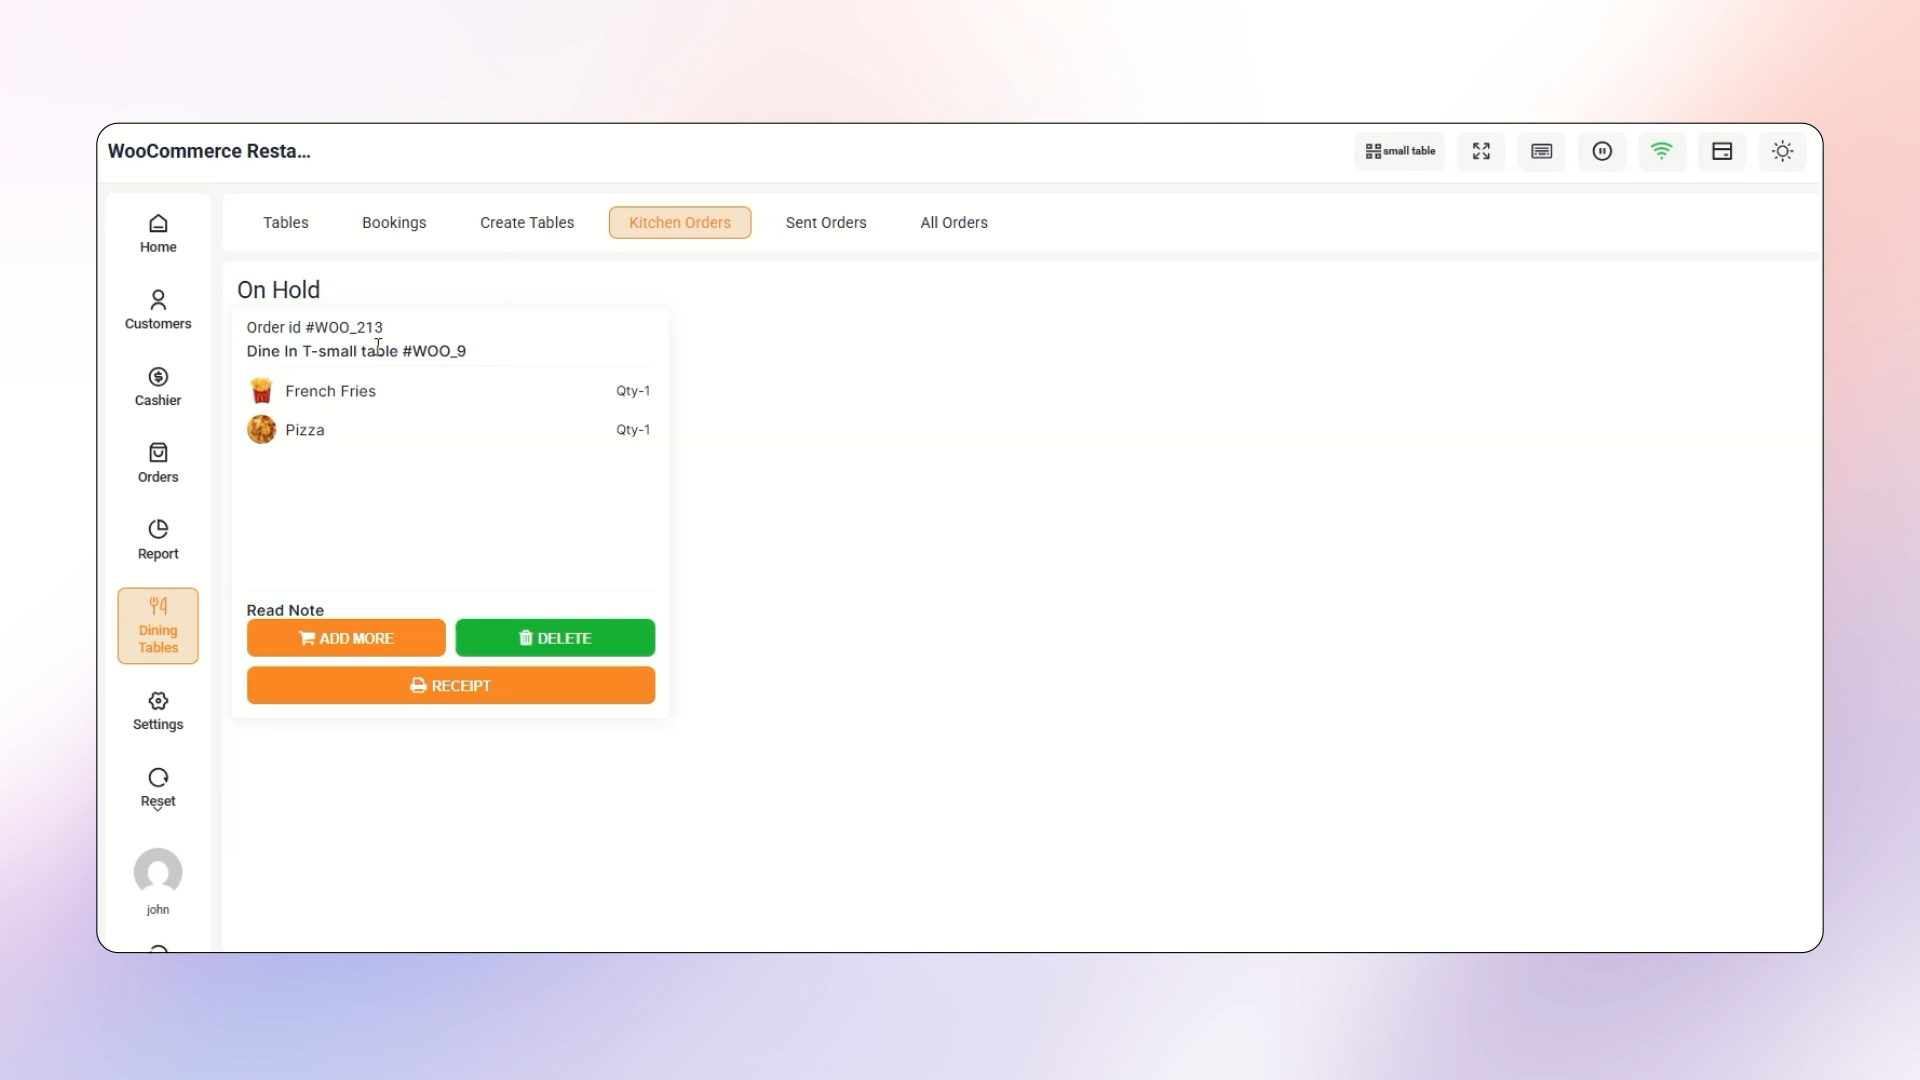 WooCommerce Resta...
small table
Home
Customers
Cashier
Orders
Report
Dining
Tables
Settings
Reset
john
Tables
Bookings
Create Tables
Kitchen Orders
Sent Orders
All Orders
On Hold
Order id #WOO_213
Dine In T-small table #WOO_9
French Fries Qty-1
Pizza Qty-1
Read Note
ADD MORE
DELETE
RECEIPT